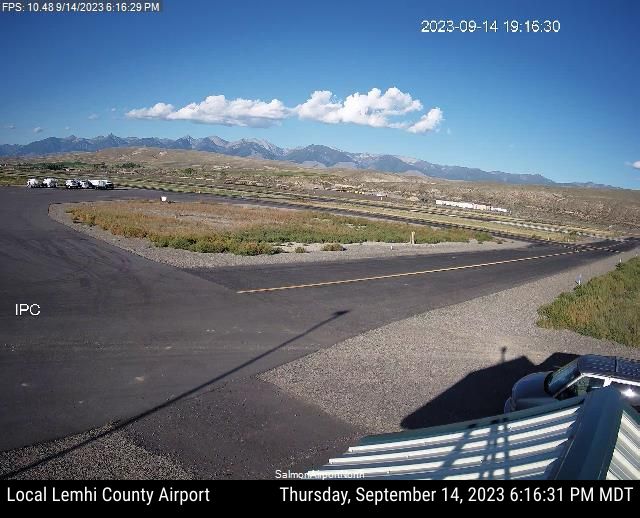 FPS: 10.48 9/14/2023 6:16:29 PM
2023-09-14 19:16:30
IPC
SalmonAirport.com
Local Lemhi County Airport
Thursday, September 14, 2023 6:16:31 PM MDT